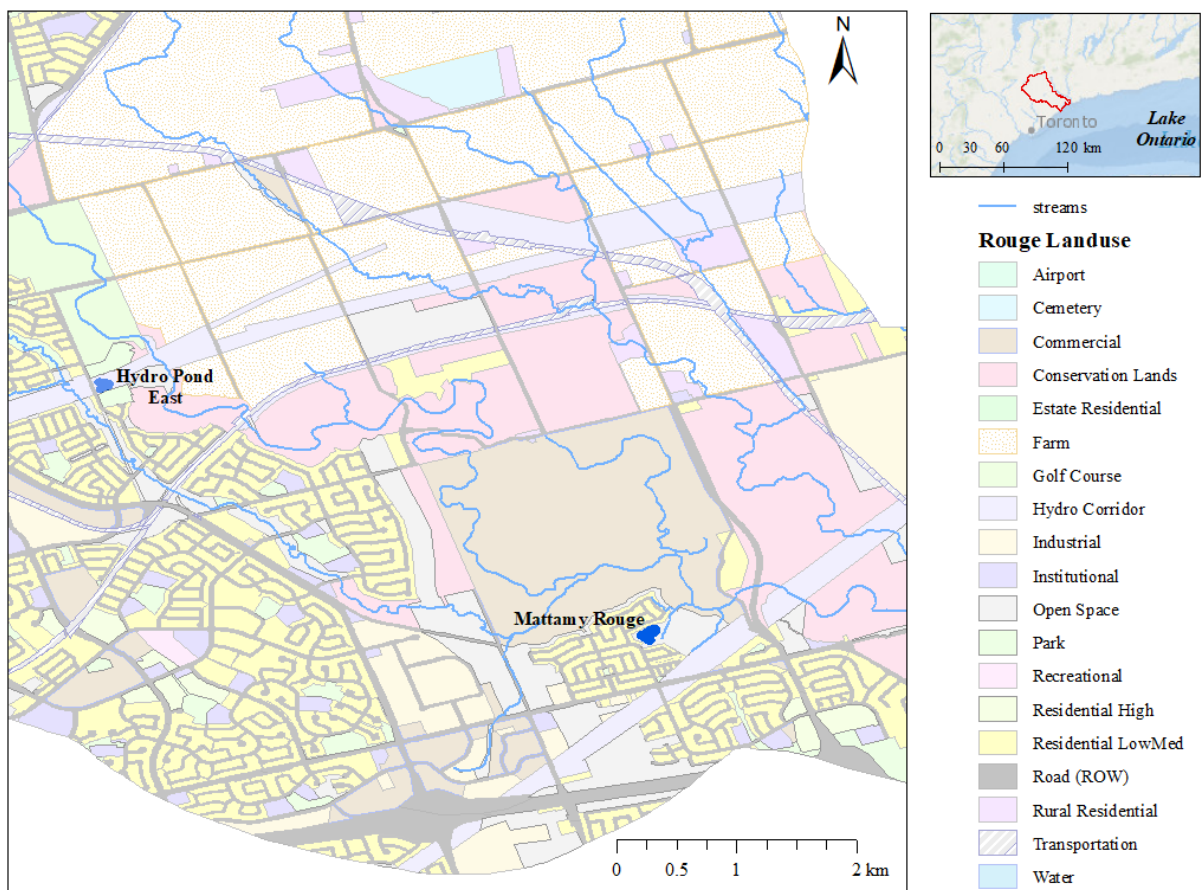 N
Hydro Pond
East
Mattamy Rouge
0 0.5 1 2 km
Toronto
Lake
Ontario
0 30 60 120 km
streams
Rouge Landuse
Airport
Cemetery
Commercial
Conservation Lands
Estate Residential
Farm
Golf Course
Hydro Corridor
Industrial
Institutional
Open Space
Park
Recreational
Residential High
Residential LowMed
Road (ROW)
Rural Residential
Transportation
Water